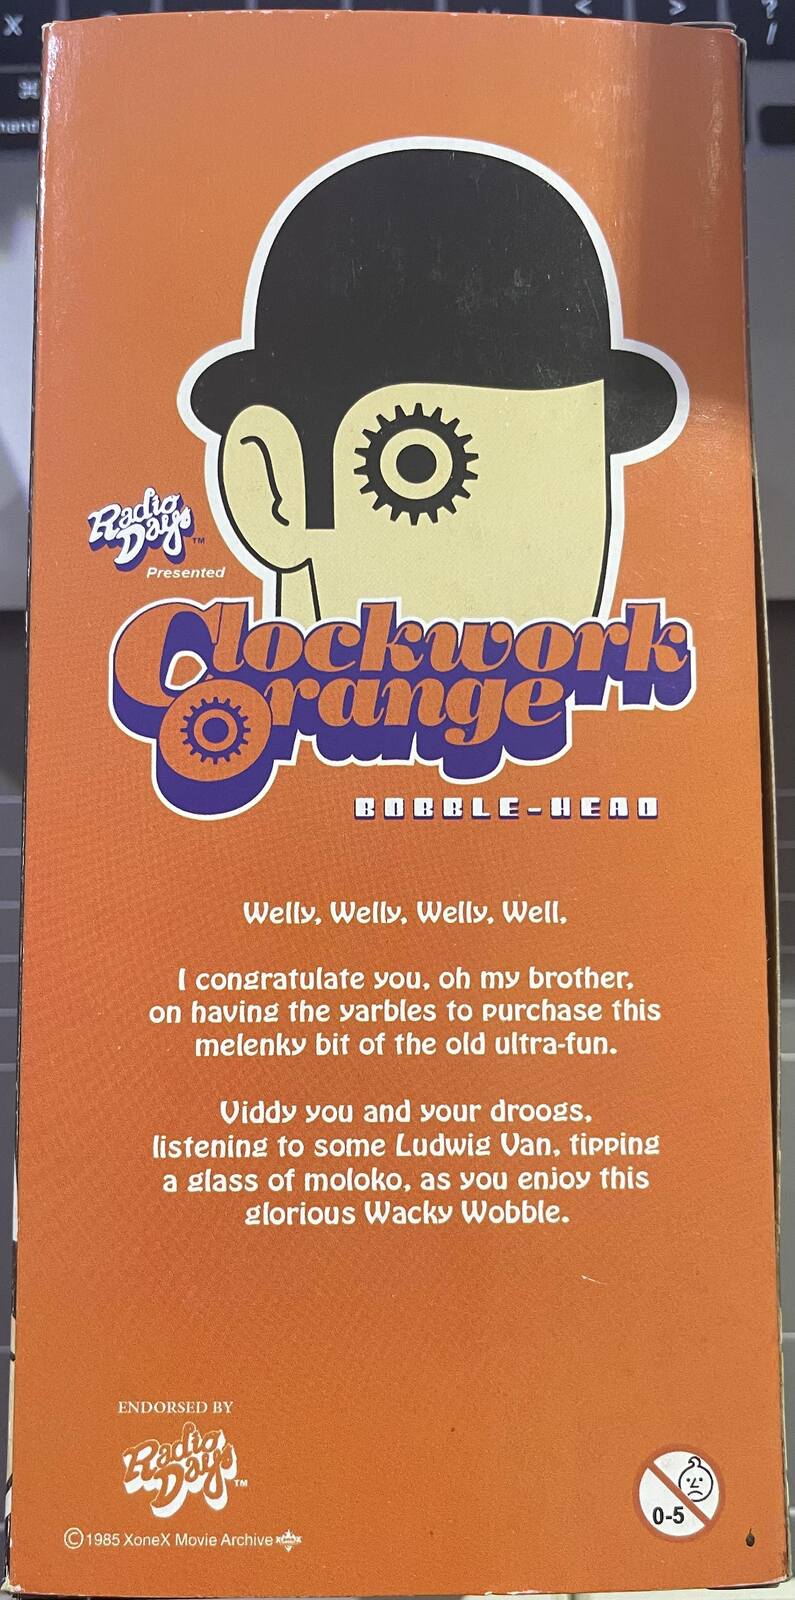 X
<
>
?
/
⌘
Radio
Days™
Presented
Clockwork
Orange
BOBBLE-HEAD
Welly, Welly, Welly, Well,
I congratulate you, oh my brother,
on having the yarbles to purchase this
melenky bit of the old ultra-fun.
Viddy you and your droogs,
listening to some Ludwig Van, tipping
a glass of moloko, as you enjoy this
glorious Wacky Wobble.
ENDORSED BY
Radio
Days™
0-5
©1985 XoneX Movie Archive